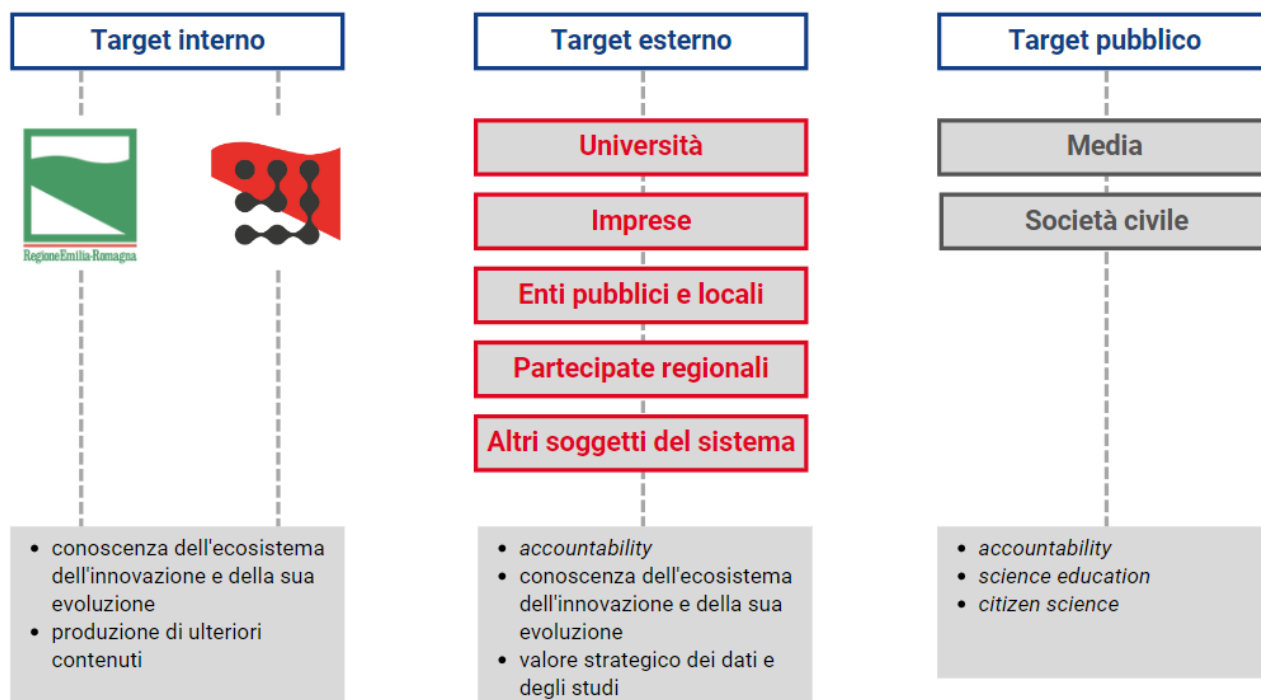 Target interno
RegioneEmilia-Romagna
• conoscenza dell'ecosistema
dell'innovazione e della sua
evoluzione
• produzione di ulteriori
contenuti
Target esterno
Università
Imprese
Enti pubblici e locali
Partecipate regionali
Altri soggetti del sistema
• accountability
• conoscenza dell'ecosistema
dell'innovazione e della sua
evoluzione
• valore strategico dei dati e
degli studi
Target pubblico
Media
Società civile
• accountability
• science education
• citizen science